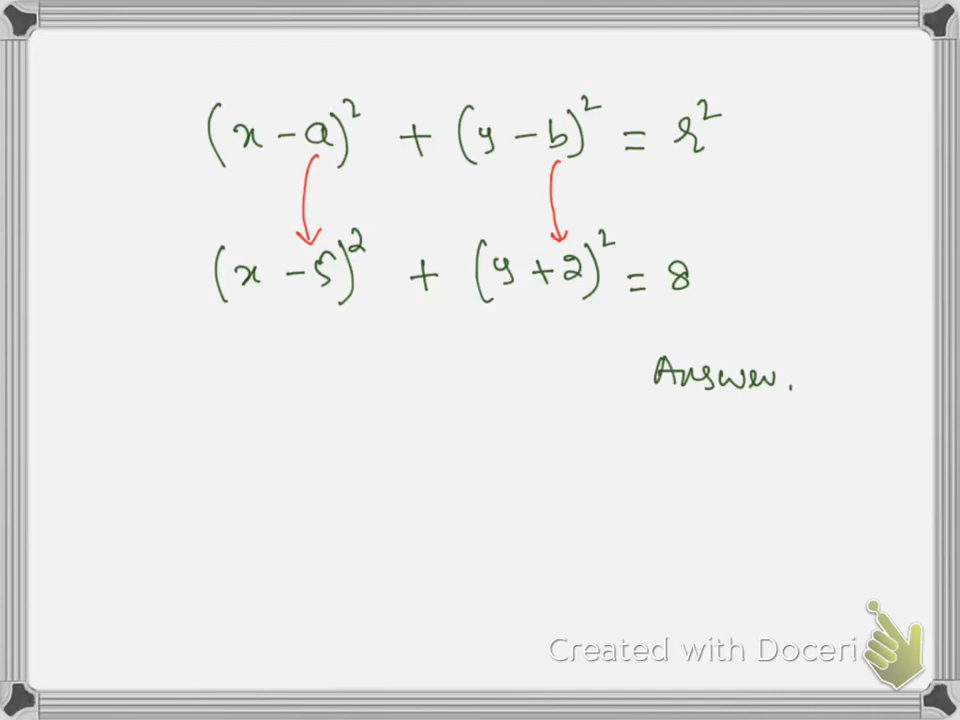 (x - a)² + (y - b)² = r²
(x - 5)² + (y + 2)² = 8
Answer.
Created with Doceri